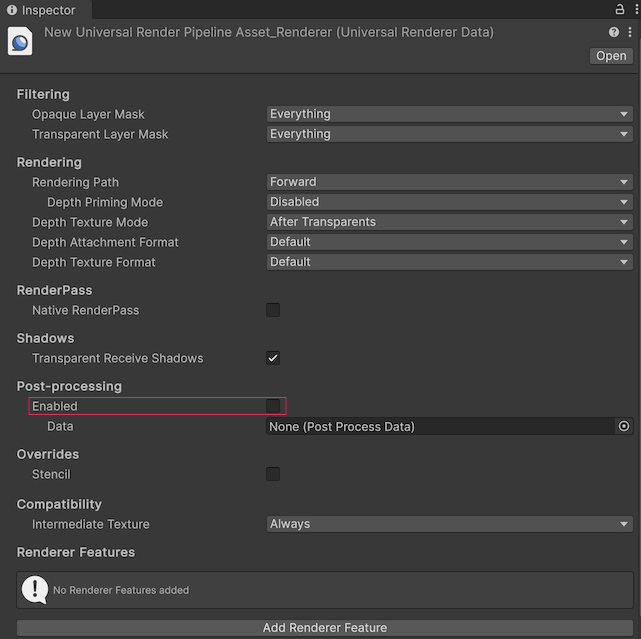 Inspector
New Universal Render Pipeline Asset_Renderer (Universal Renderer Data)
Open
Filtering
Opaque Layer Mask Everything
Transparent Layer Mask Everything
Rendering
Rendering Path Forward
Depth Priming Mode Disabled
Depth Texture Mode After Transparents
Depth Attachment Format Default
Depth Texture Format Default
RenderPass
Native RenderPass
Shadows
Transparent Receive Shadows
Post-processing
Enabled
Data None (Post Process Data)
Overrides
Stencil
Compatibility
Intermediate Texture Always
Renderer Features
No Renderer Features added
Add Renderer Feature